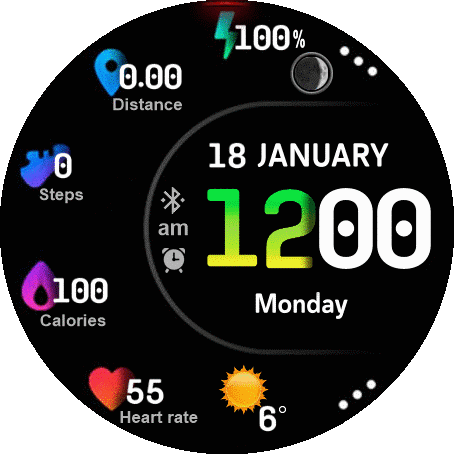 100%
0.00
Distance
18 JANUARY
0
Steps
am
1200
100
Calories
Monday
55
Heart rate
6°